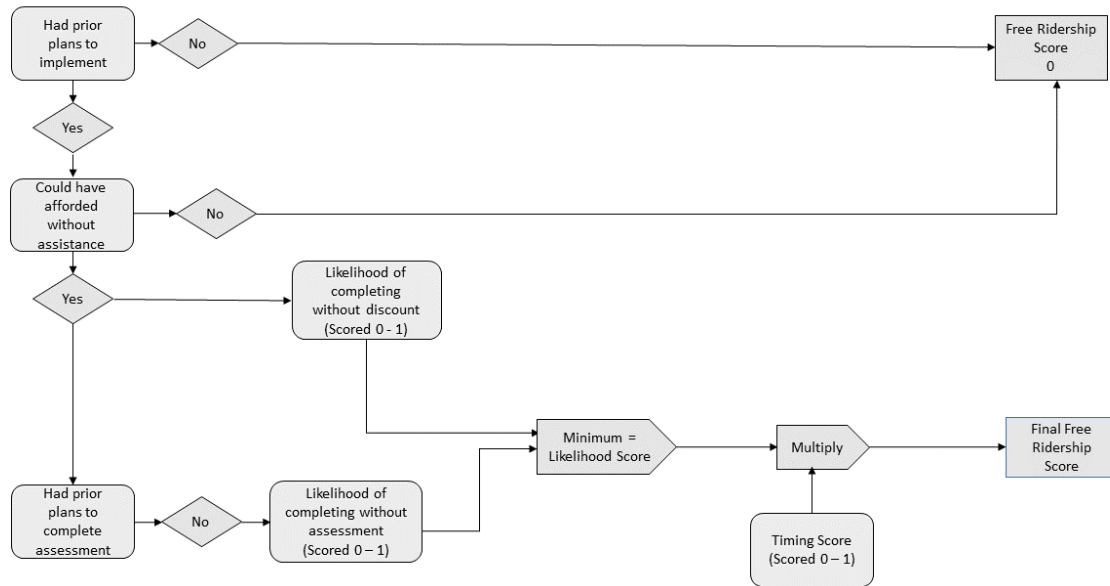 Had prior
plans to
implement
No
Free Ridership
Score
0
Yes
Could have
afforded
without
assistance
No
Yes
Likelihood of
completing
without discount
(Scored 0 - 1)
Minimum =
Likelihood Score
Multiply
Final Free
Ridership
Score
Had prior
plans to
complete
assessment
No
Likelihood of
completing without
assessment
(Scored 0 – 1)
Timing Score
(Scored 0 – 1)